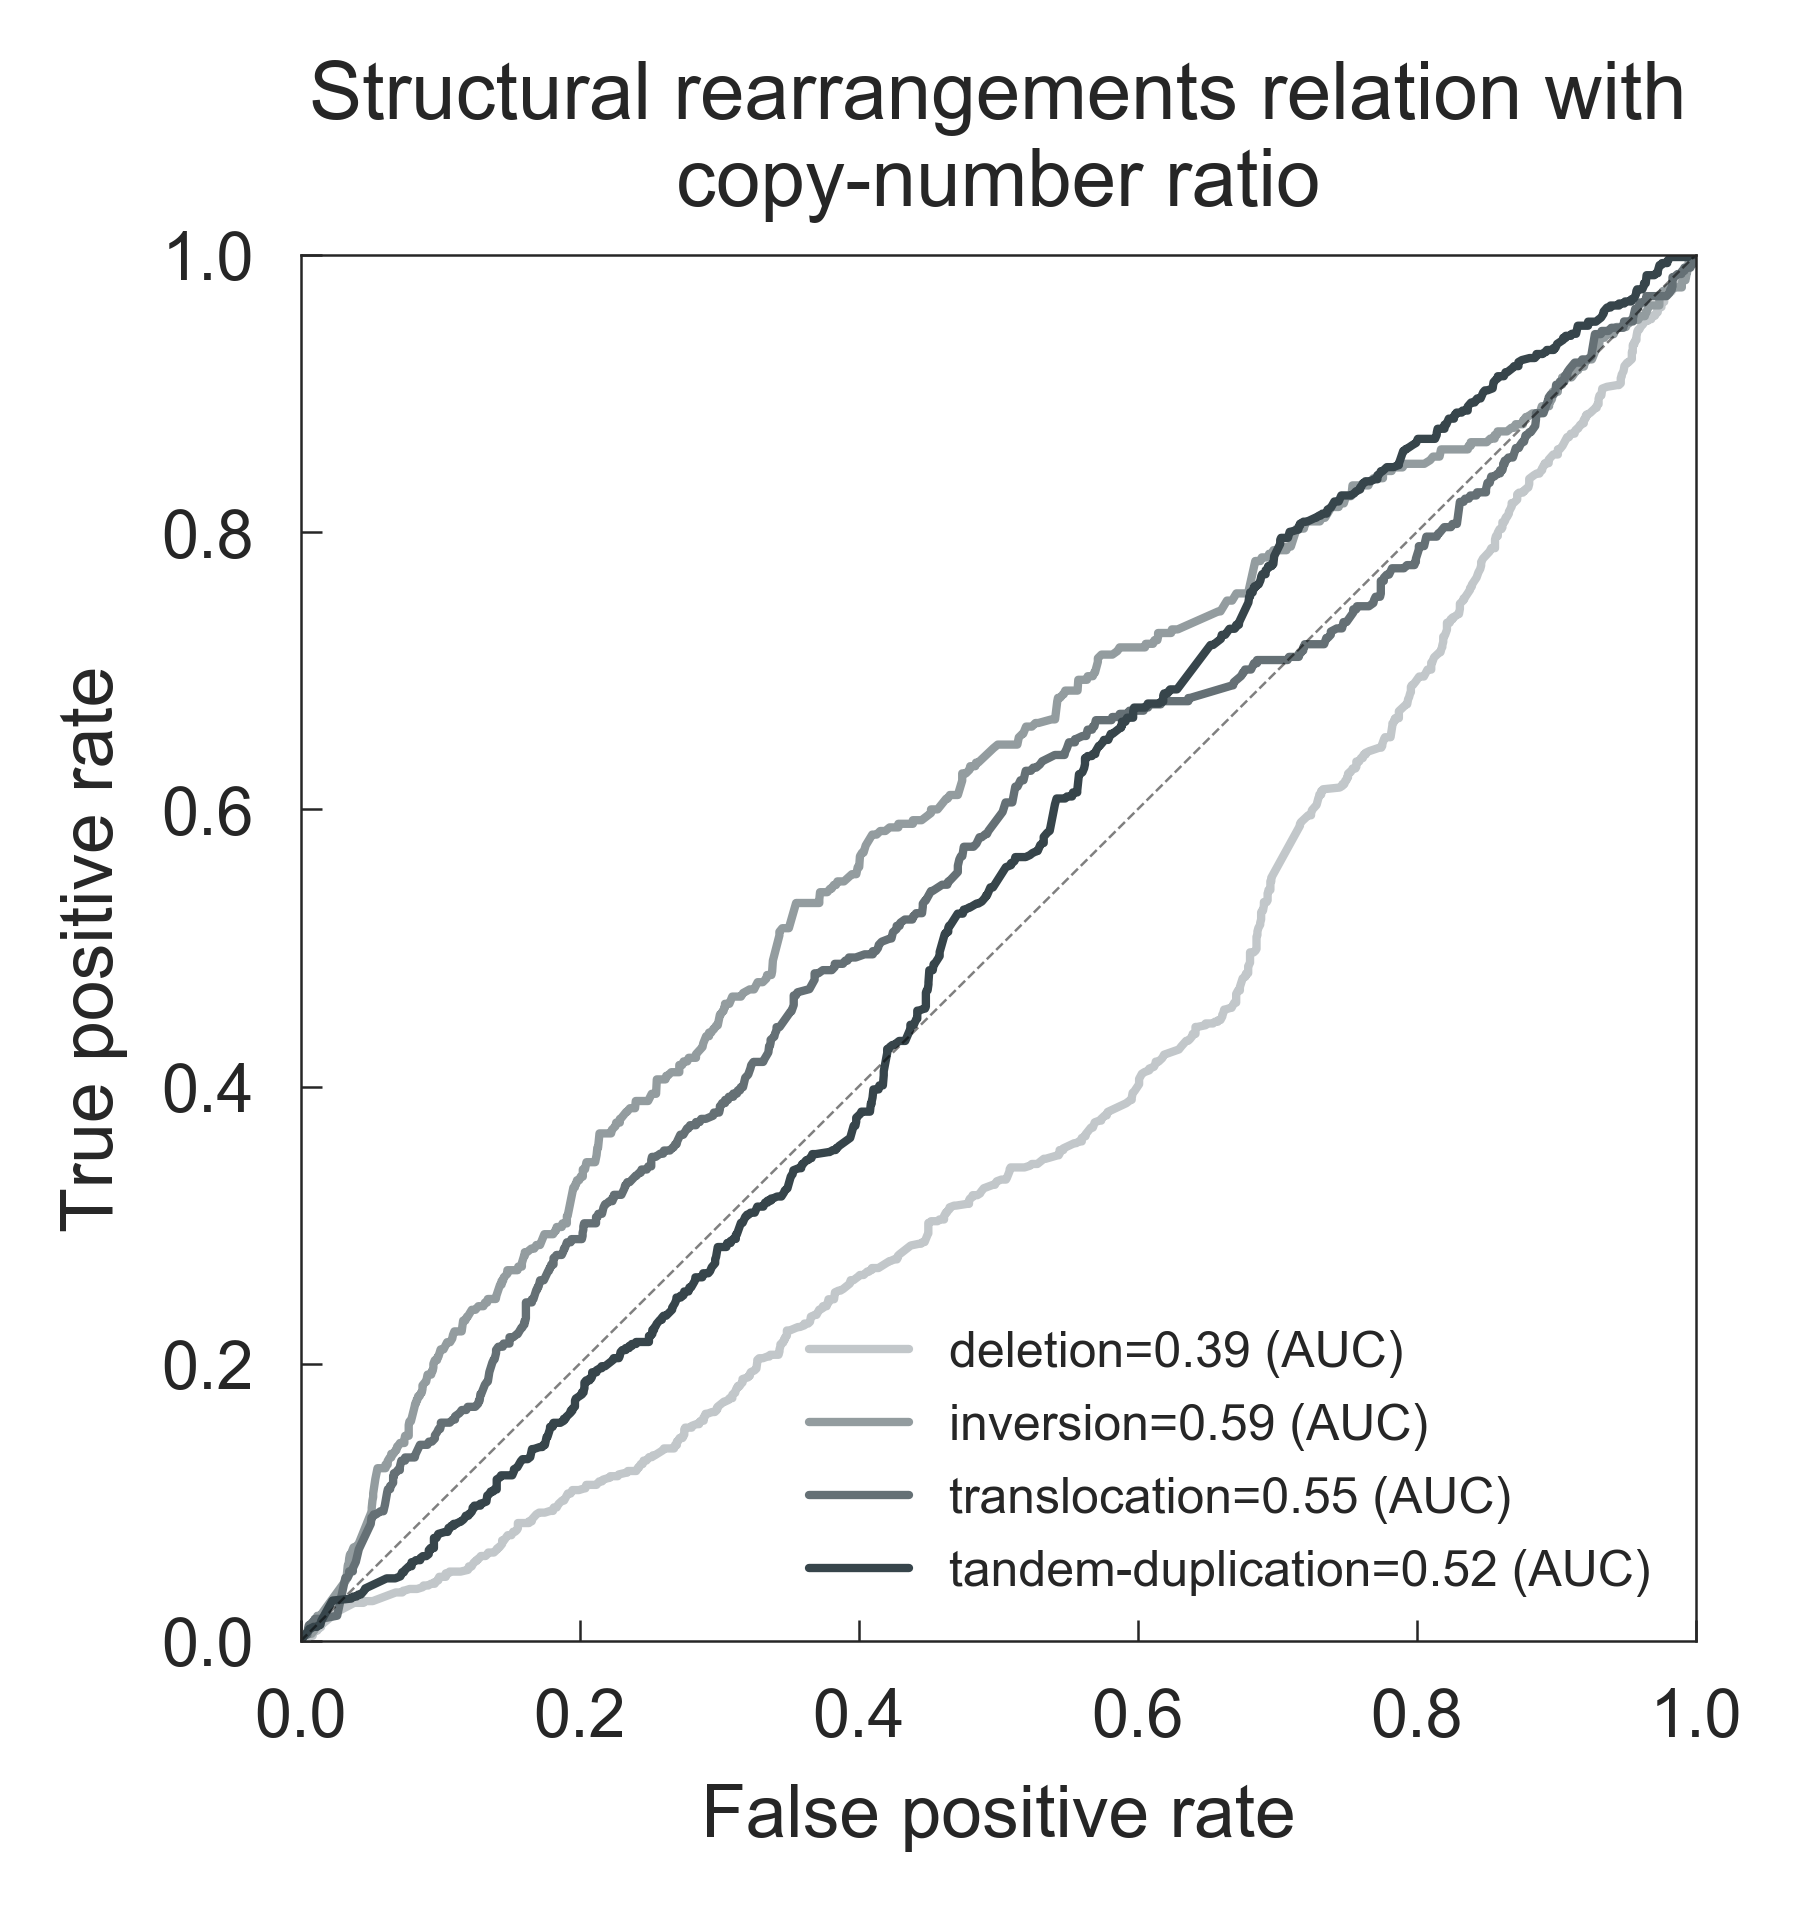 Structural rearrangements relation with
copy-number ratio
1.0
0.8
0.6
0.4
0.2
0.0
True positive rate
deletion=0.39 (AUC)
inversion=0.59 (AUC)
translocation=0.55 (AUC)
tandem-duplication=0.52 (AUC)
0.0 0.2 0.4 0.6 0.8 1.0
False positive rate